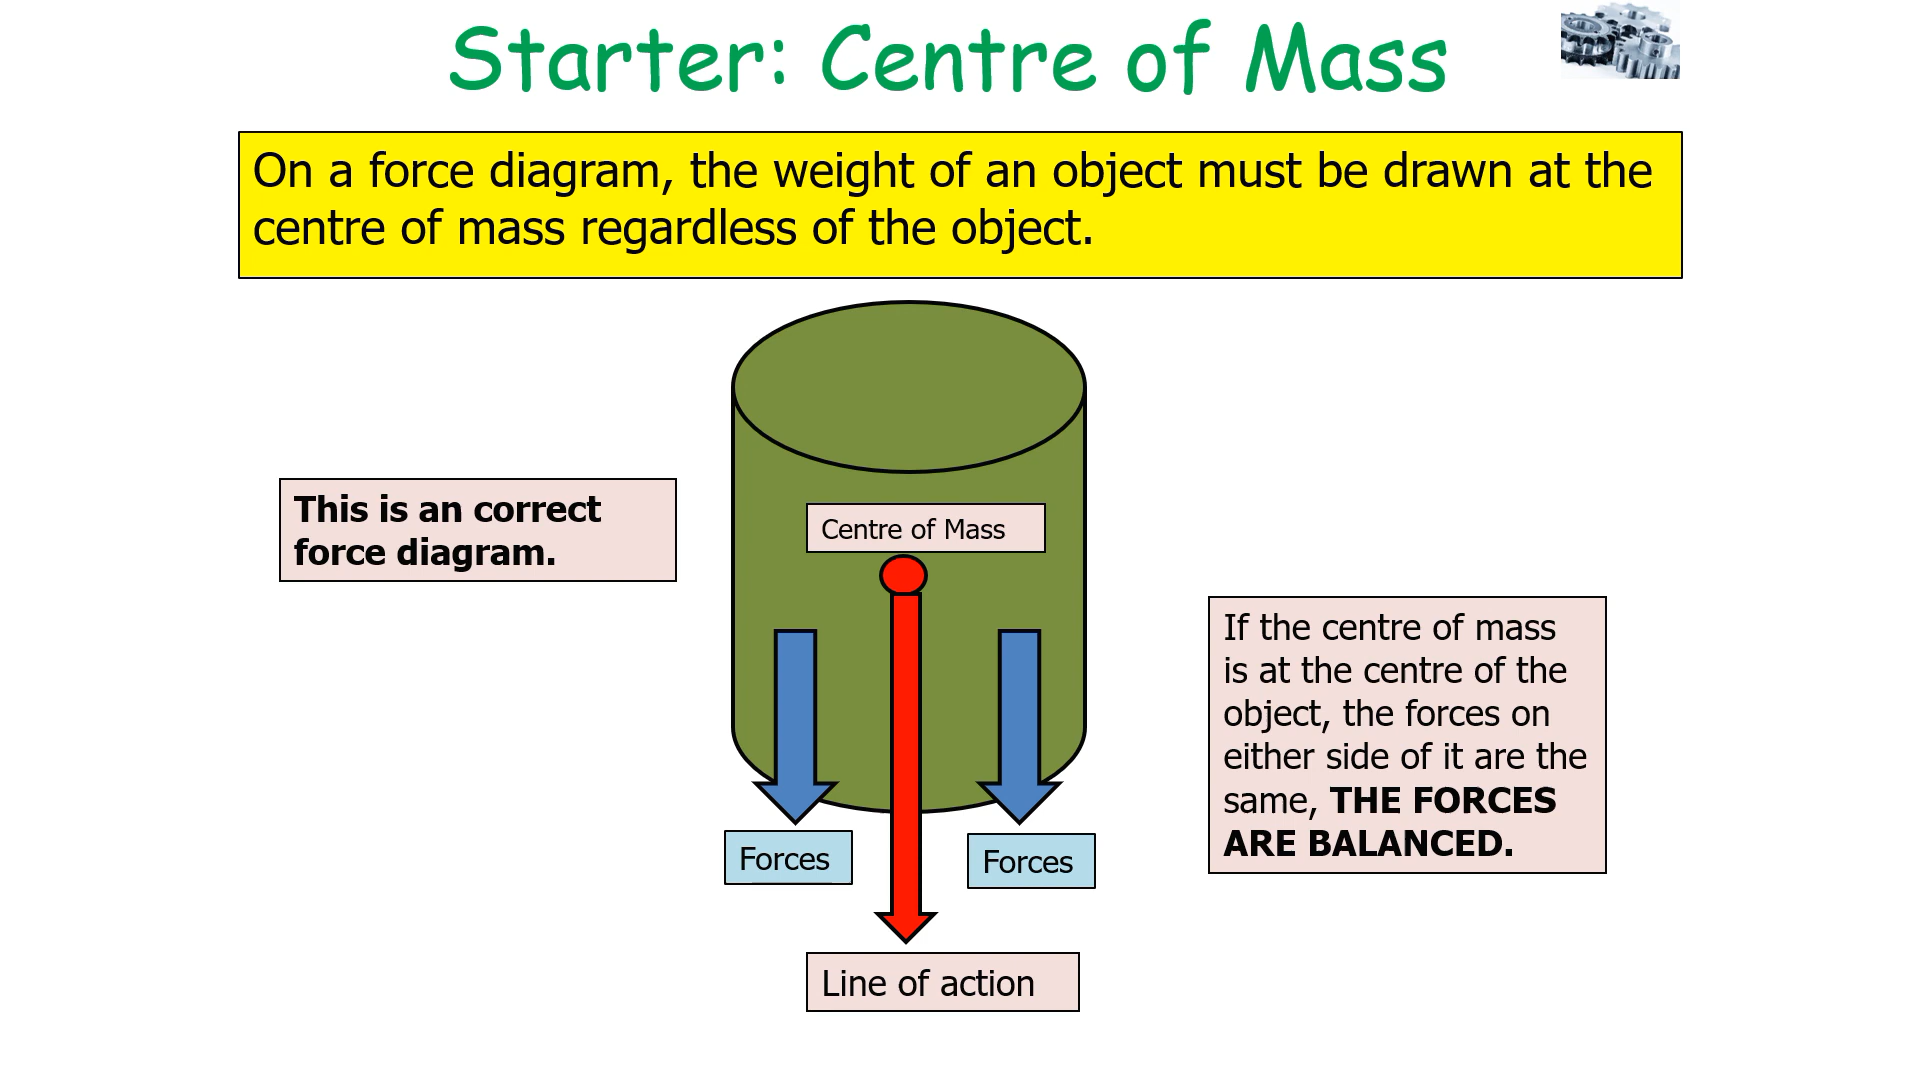 Starter: Centre of Mass
On a force diagram, the weight of an object must be drawn at the
centre of mass regardless of the object.
This is an correct
force diagram.
Centre of Mass
If the centre of mass
is at the centre of the
object, the forces on
either side of it are the
same, THE FORCES
ARE BALANCED.
Forces
Forces
Line of action